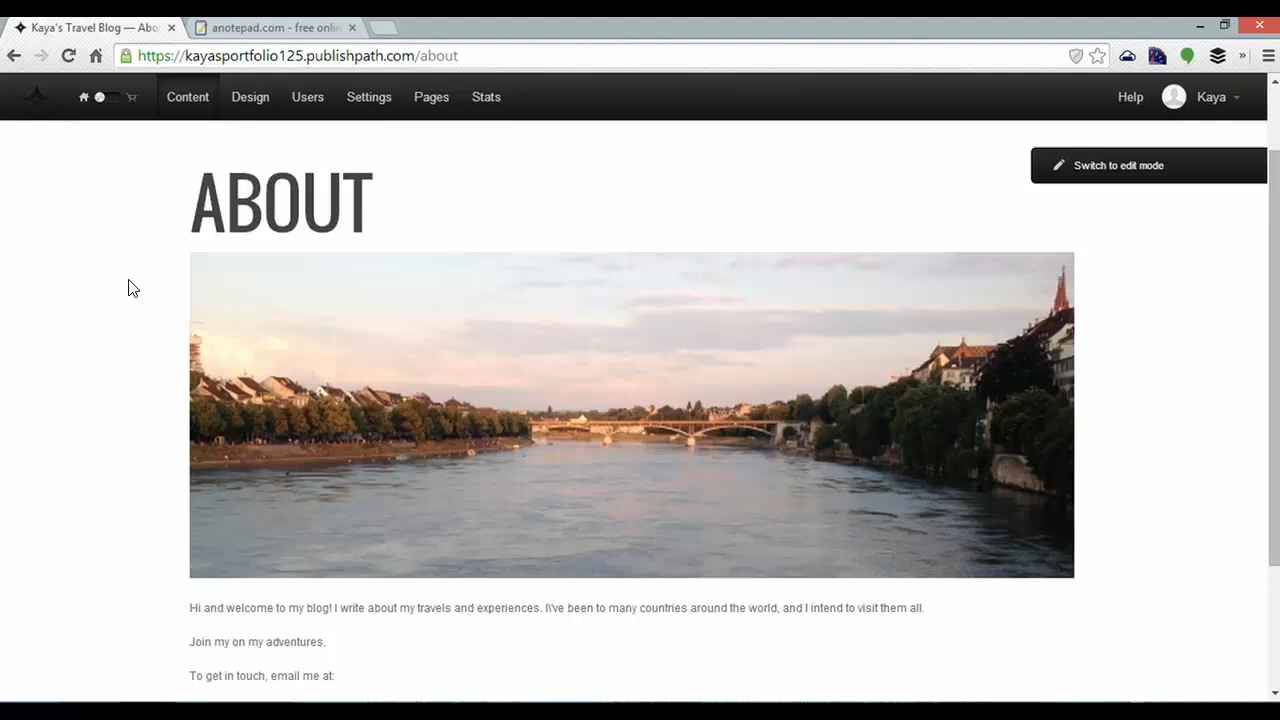 Kaya's Travel Blog — Abo
anotepad.com - free onlin
https://kayasportfolio125.publishpath.com/about
Content Design Users Settings Pages Stats Help Kaya
Switch to edit mode
ABOUT
Hi and welcome to my blog! I write about my travels and experiences. I\'ve been to many countries around the world, and I intend to visit them all.
Join my on my adventures.
To get in touch, email me at: